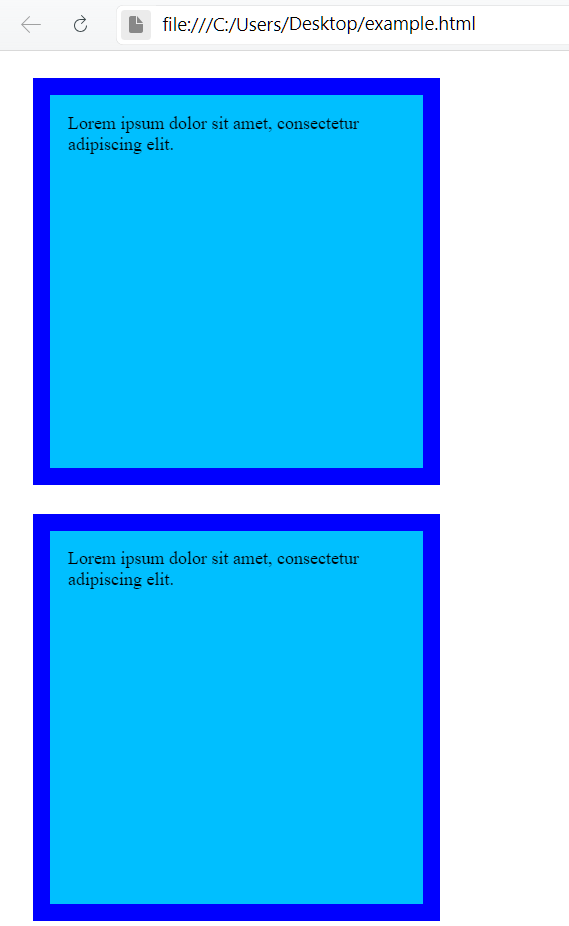 file:///C:/Users/Desktop/example.html
Lorem ipsum dolor sit amet, consectetur
adipiscing elit.
Lorem ipsum dolor sit amet, consectetur
adipiscing elit.